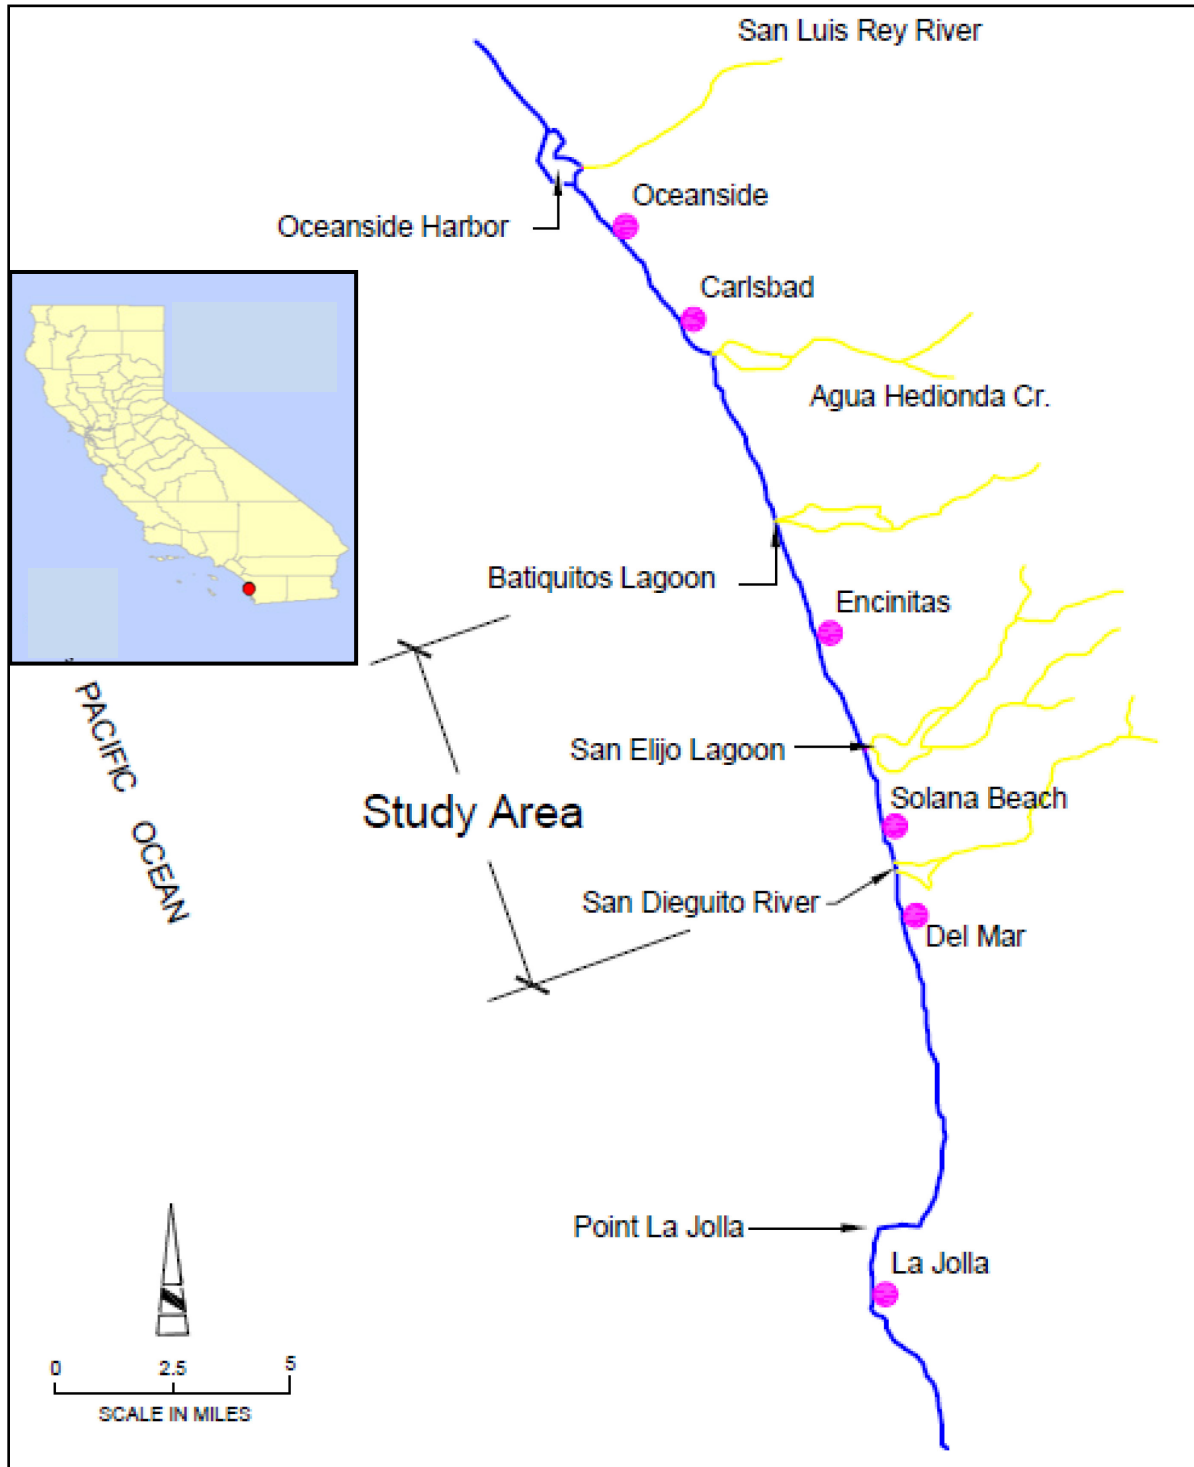 San Luis Rey River
Oceanside
Oceanside Harbor
Carlsbad
Agua Hedionda Cr.
Batiquitos Lagoon
Encinitas
PACIFIC OCEAN
San Elijo Lagoon
Solana Beach
Study Area
San Dieguito River
Del Mar
Point La Jolla
La Jolla
0 2.5 5
SCALE IN MILES